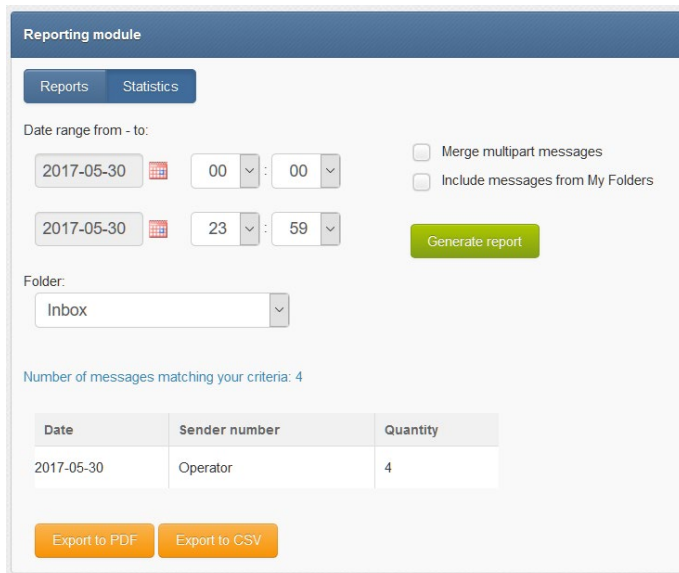 Reporting module
Reports Statistics
Date range from - to:
2017-05-30 00 : 00
2017-05-30 23 : 59
Merge multipart messages
Include messages from My Folders
Generate report
Folder:
Inbox
Number of messages matching your criteria: 4
Date Sender number Quantity
2017-05-30 Operator 4
Export to PDF Export to CSV